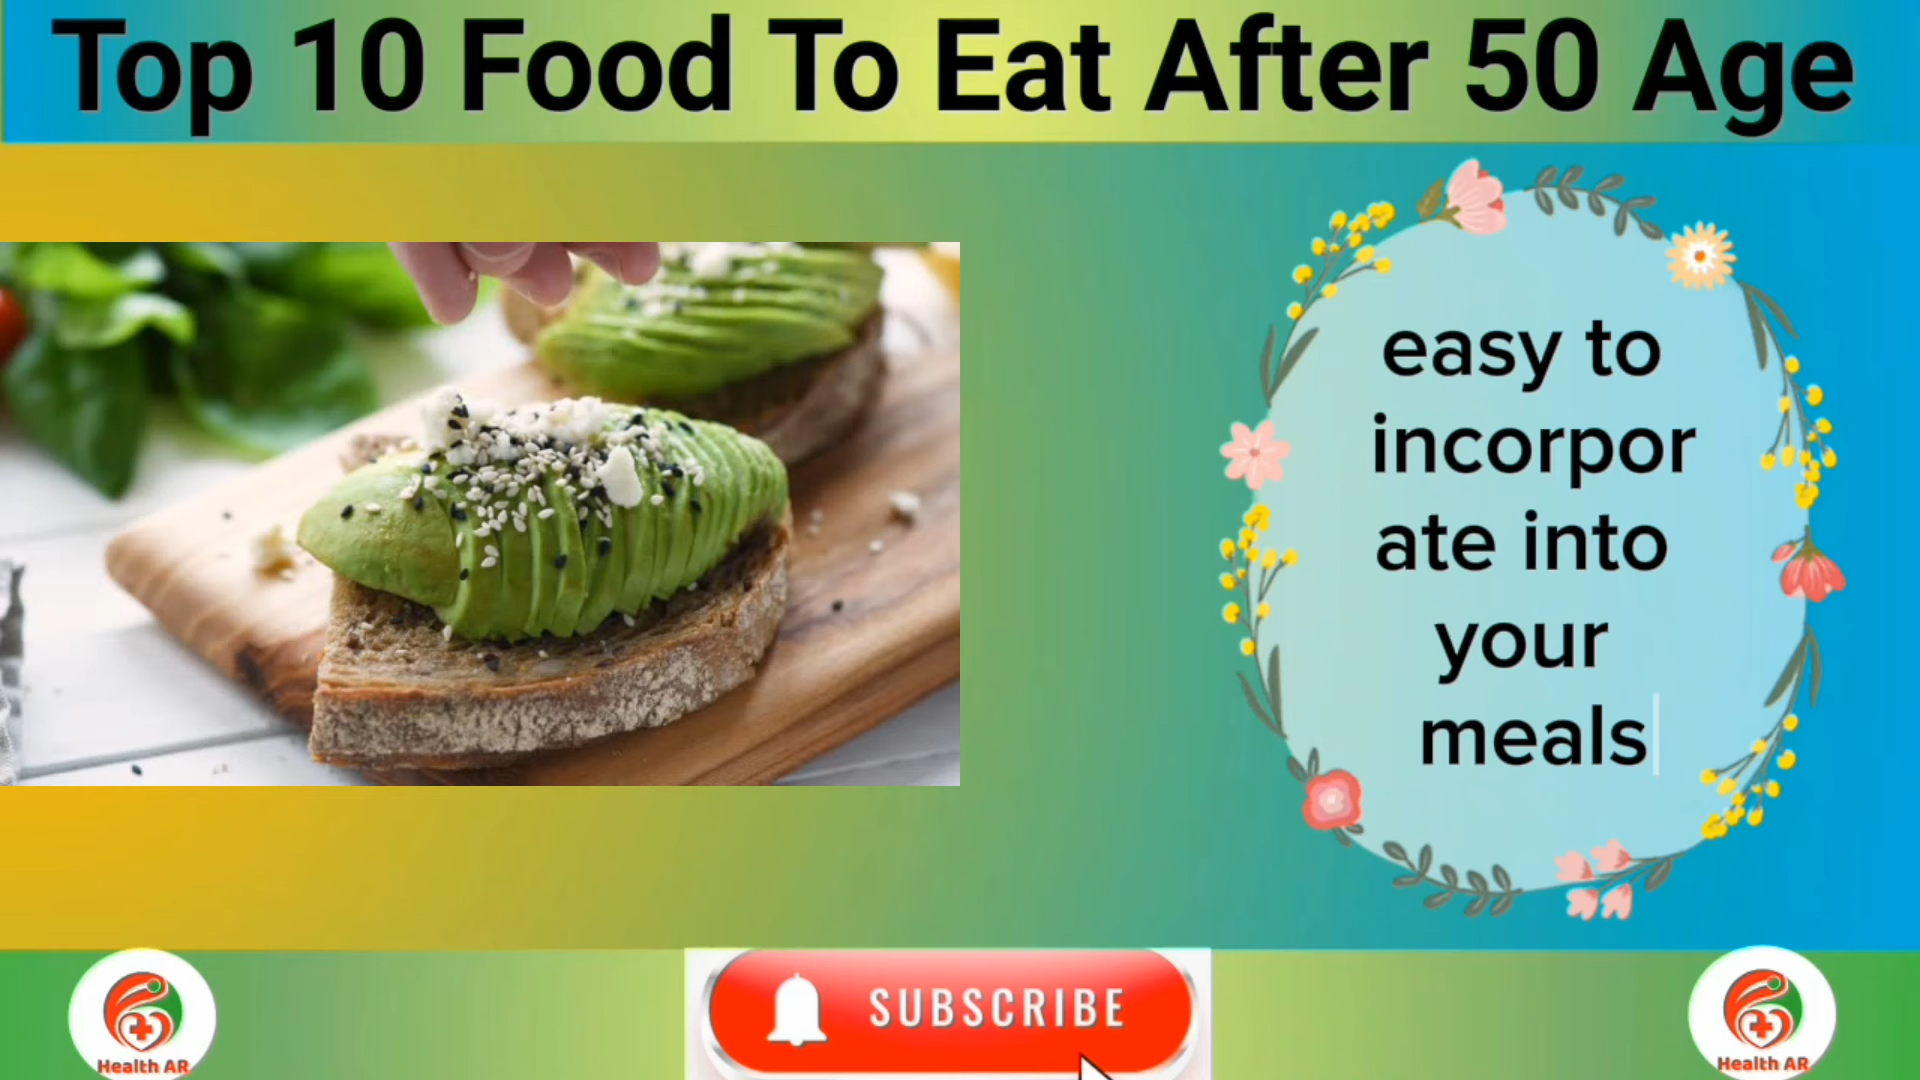 Top 10 Food To Eat After 50 Age
easy to
incorpor
ate into
your
meals
Health AR
SUBSCRIBE
Health AR